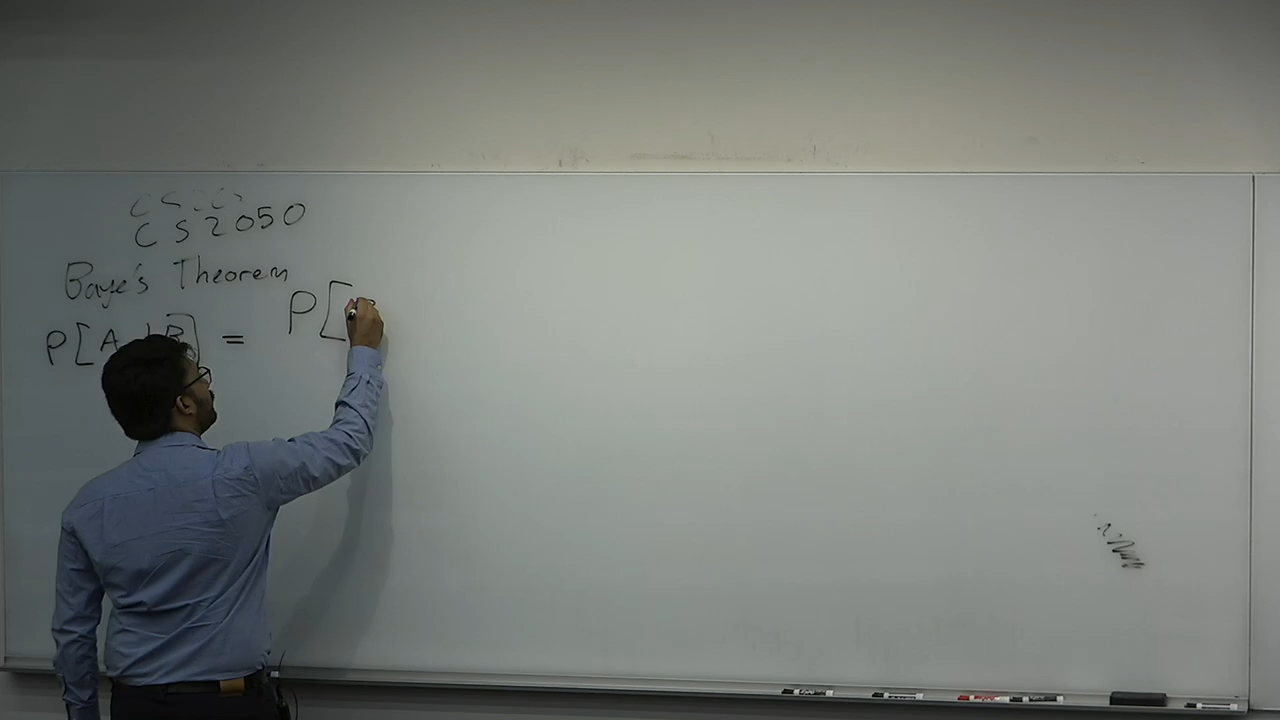 CS2050
Baye's Theorem
P[A | B] = P[